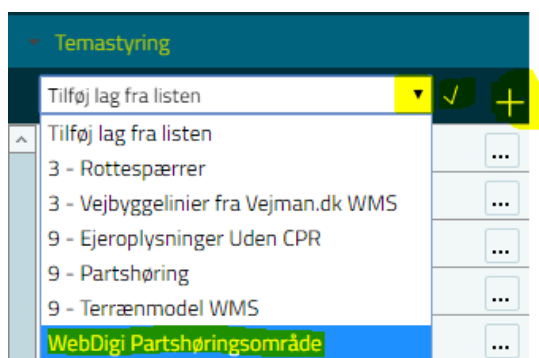 Temastyring
Tilføj lag fra listen
Tilføj lag fra listen
3 - Rottespærrer
3 - Vejbyggelinier fra Vejman.dk WMS
9 - Ejeroplysninger Uden CPR
9 - Partshøring
9 - Terrænmodel WMS
WebDigi Partshøringsområde